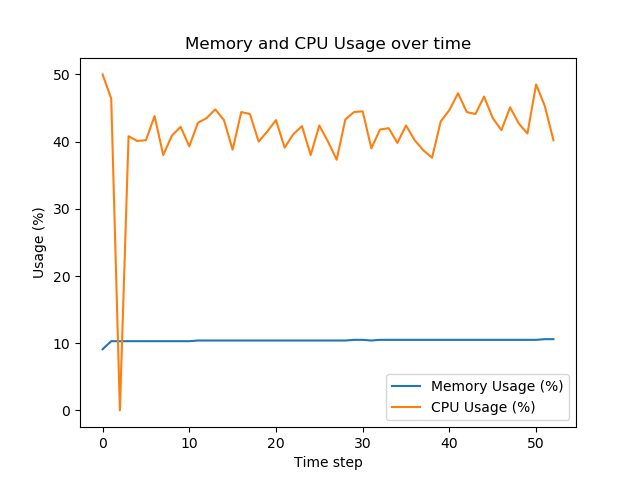 Memory and CPU Usage over time
50
40
30
20
10
0
Usage (%)
0 10 20 30 40 50
Time step
Memory Usage (%)
CPU Usage (%)